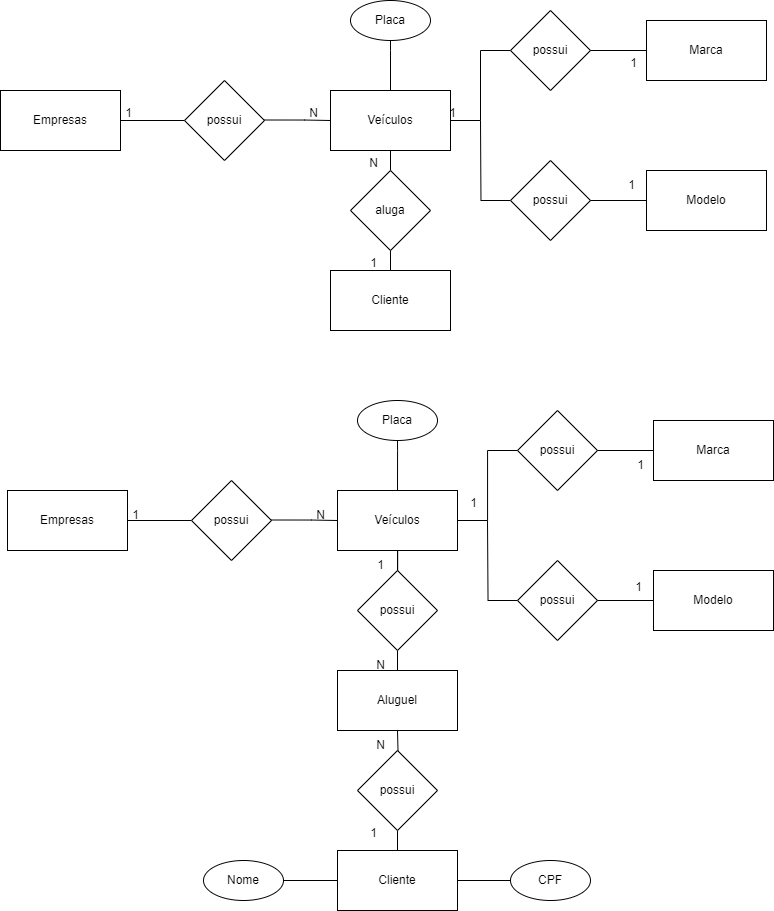 Placa
possui
Marca
1
Empresas
1
possui
N
Veículos
1
N
possui
1
Modelo
aluga
1
Cliente
Placa
possui
Marca
1
1
Empresas
1
possui
N
Veículos
1
possui
1
Modelo
possui
N
Aluguel
N
possui
1
Nome
Cliente
CPF